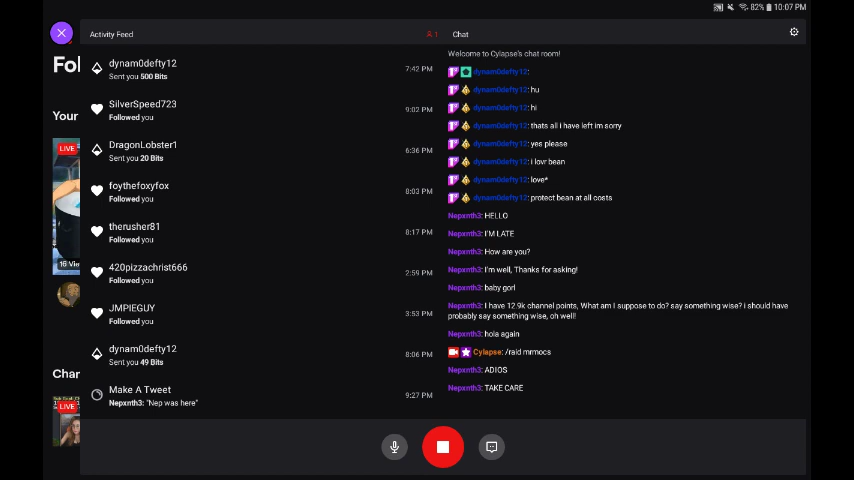 82% 10:07 PM
Activity Feed
1
Chat
Fol
Your
LIVE
16 Vie
Char
LIVE
dynam0defty12
Sent you 500 Bits
7:42 PM
SilverSpeed723
Followed you
9:02 PM
DragonLobster1
Sent you 20 Bits
6:36 PM
foythefoxyfox
Followed you
8:03 PM
therusher81
Followed you
8:17 PM
420pizzachrist666
Followed you
2:59 PM
JMPIEGUY
Followed you
3:53 PM
dynam0defty12
Sent you 49 Bits
8:06 PM
Make A Tweet
Nepxnth3: "Nep was here"
9:27 PM
Welcome to Cylapse's chat room!
dynam0defty12:
dynam0defty12: hu
dynam0defty12: hi
dynam0defty12: thats all i have left im sorry
dynam0defty12: yes please
dynam0defty12: i lovr bean
dynam0defty12: love*
dynam0defty12: protect bean at all costs
Nepxnth3: HELLO
Nepxnth3: I'M LATE
Nepxnth3: How are you?
Nepxnth3: I'm well, Thanks for asking!
Nepxnth3: baby gorl
Nepxnth3: I have 12.9k channel points, What am I suppose to do? say something wise? i should have
probably say something wise, oh well!
Nepxnth3: hola again
Cylapse: /raid mrmocs
Nepxnth3: ADIOS
Nepxnth3: TAKE CARE